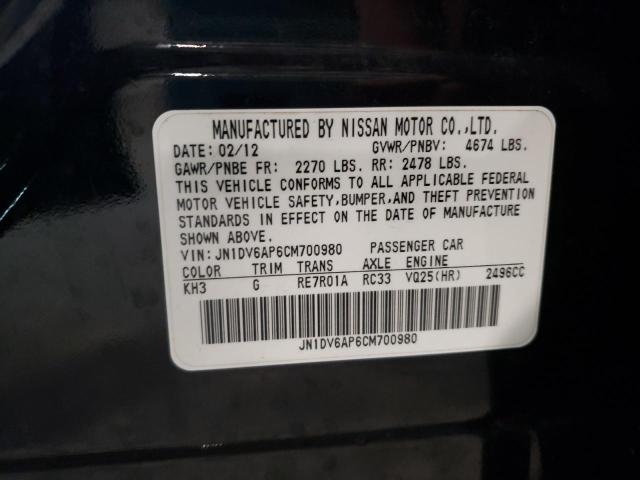 MANUFACTURED BY NISSAN MOTOR CO.,LTD.
DATE: 02/12 GVWR/PNBV: 4674 LBS.
GAWR/PNBE FR: 2270 LBS. RR: 2478 LBS.
THIS VEHICLE CONFORMS TO ALL APPLICABLE FEDERAL
MOTOR VEHICLE SAFETY,BUMPER,AND THEFT PREVENTION
STANDARDS IN EFFECT ON THE DATE OF MANUFACTURE
SHOWN ABOVE.
VIN: JN1DV6AP6CM700980 PASSENGER CAR
COLOR TRIM TRANS AXLE ENGINE
KH3 G RE7R01A RC33 VQ25(HR) 2496CC
JN1DV6AP6CM700980